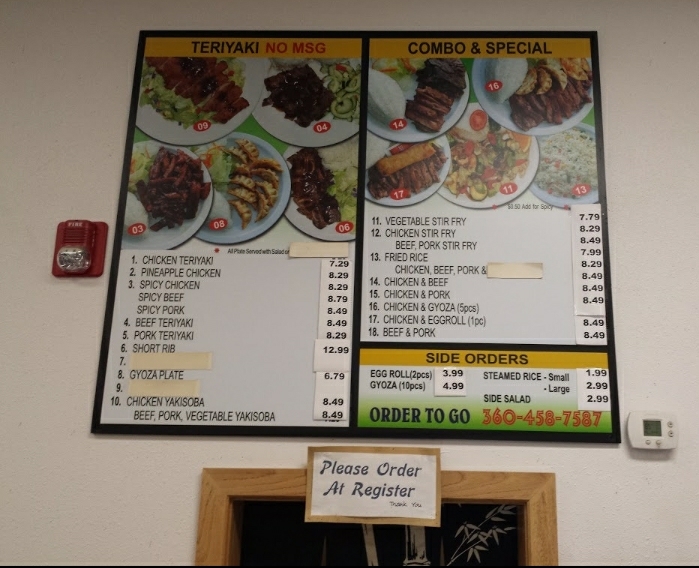 TERIYAKI NO MSG
09
04
03
08
06
All Plate Served with Salad or
1. CHICKEN TERIYAKI 7.29
2. PINEAPPLE CHICKEN 8.29
3. SPICY CHICKEN 8.29
SPICY BEEF 8.79
SPICY PORK 8.49
4. BEEF TERIYAKI 8.49
5. PORK TERIYAKI 8.29
6. SHORT RIB 12.99
7.
8. GYOZA PLATE 6.79
9.
10. CHICKEN YAKISOBA 8.49
BEEF, PORK, VEGETABLE YAKISOBA 8.49
COMBO & SPECIAL
14
16
17
11
13
$0.50 Add for Spicy
11. VEGETABLE STIR FRY 7.79
12. CHICKEN STIR FRY 8.29
BEEF, PORK STIR FRY 8.49
13. FRIED RICE 7.99
CHICKEN, BEEF, PORK & 8.29
14. CHICKEN & BEEF 8.49
15. CHICKEN & PORK 8.49
16. CHICKEN & GYOZA (5pcs) 8.49
17. CHICKEN & EGGROLL (1pc) 8.49
18. BEEF & PORK 8.49
SIDE ORDERS
EGG ROLL(2pcs) 3.99
GYOZA (10pcs) 4.99
STEAMED RICE - Small 1.99
- Large 2.99
SIDE SALAD 2.99
ORDER TO GO 360-458-7587
FIRE
Please Order
At Register
Thank You